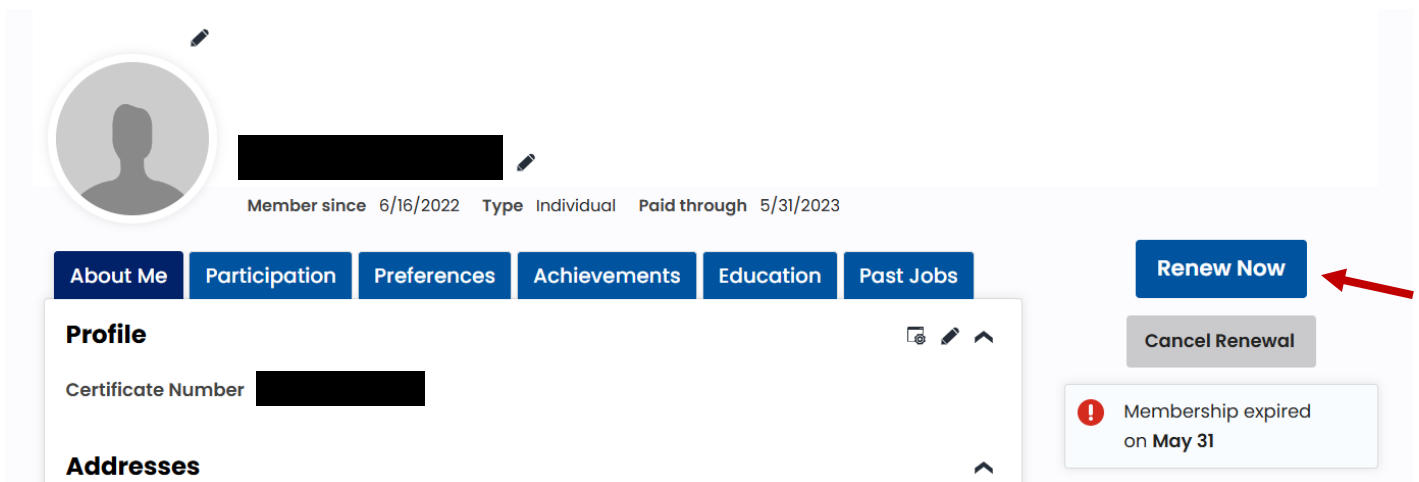 Member since 6/16/2022 Type Individual Paid through 5/31/2023
About Me Participation Preferences Achievements Education Past Jobs
Renew Now
Profile
Cancel Renewal
Certificate Number
Membership expired
on May 31
Addresses